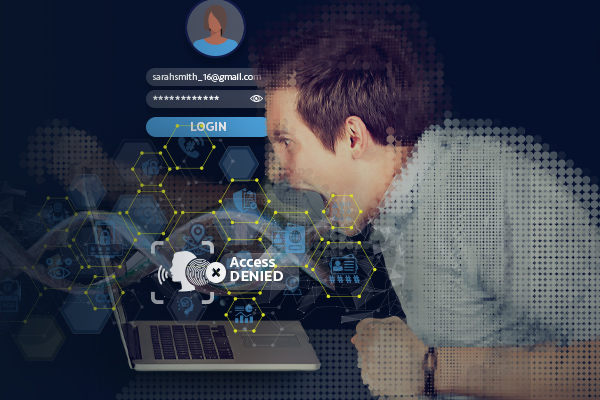 sarahsmith_16@gmail.com
************
LOGIN
Access
DENIED
####